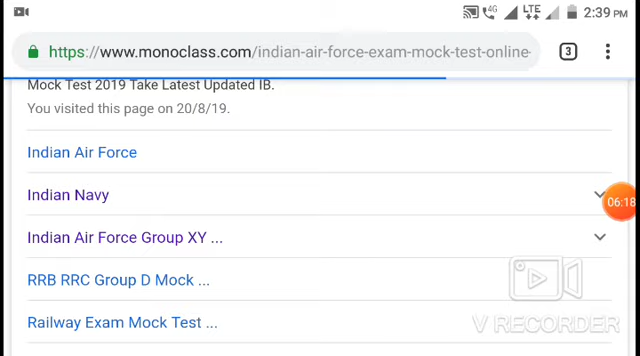 4G LTE 2:39 PM
https://www.monoclass.com/indian-air-force-exam-mock-test-online- 3
Mock Test 2019 Take Latest Updated IB.
You visited this page on 20/8/19.
Indian Air Force
Indian Navy
06:18
Indian Air Force Group XY ...
RRB RRC Group D Mock ...
Railway Exam Mock Test ...
V RECORDER